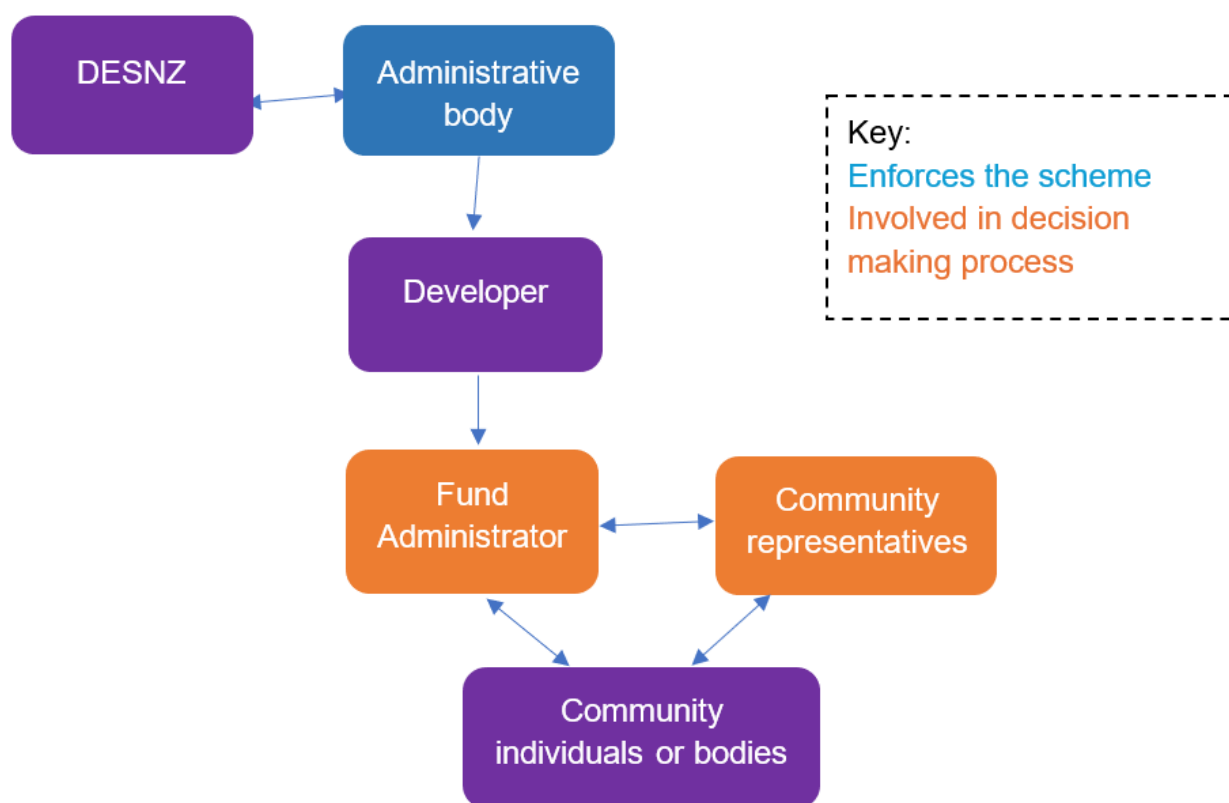 DESNZ
Administrative
body
Key:
Enforces the scheme
Involved in decision
making process
Developer
Fund
Administrator
Community
representatives
Community
individuals or bodies